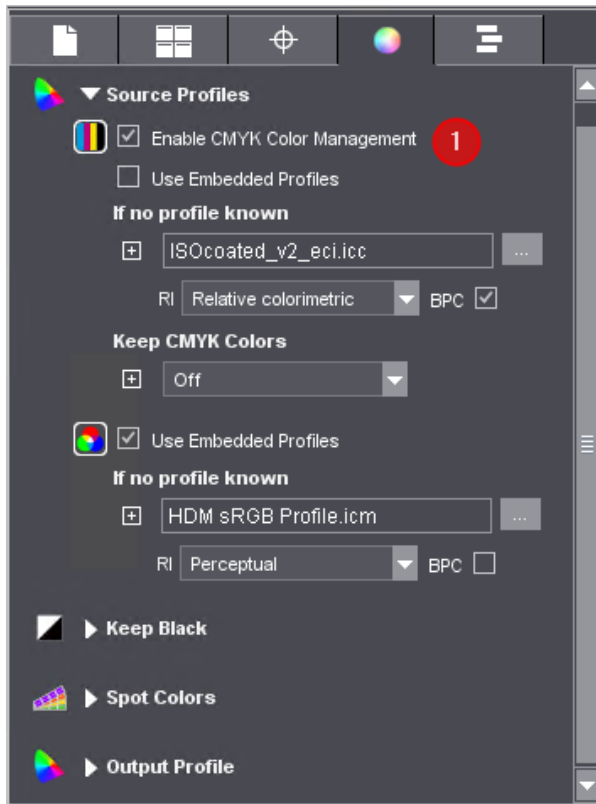 Source Profiles
Enable CMYK Color Management 1
Use Embedded Profiles
If no profile known
ISOcoated_v2_eci.icc ...
RI Relative colorimetric BPC
Keep CMYK Colors
Off
Use Embedded Profiles
If no profile known
HDM sRGB Profile.icm ...
RI Perceptual BPC
Keep Black
Spot Colors
Output Profile